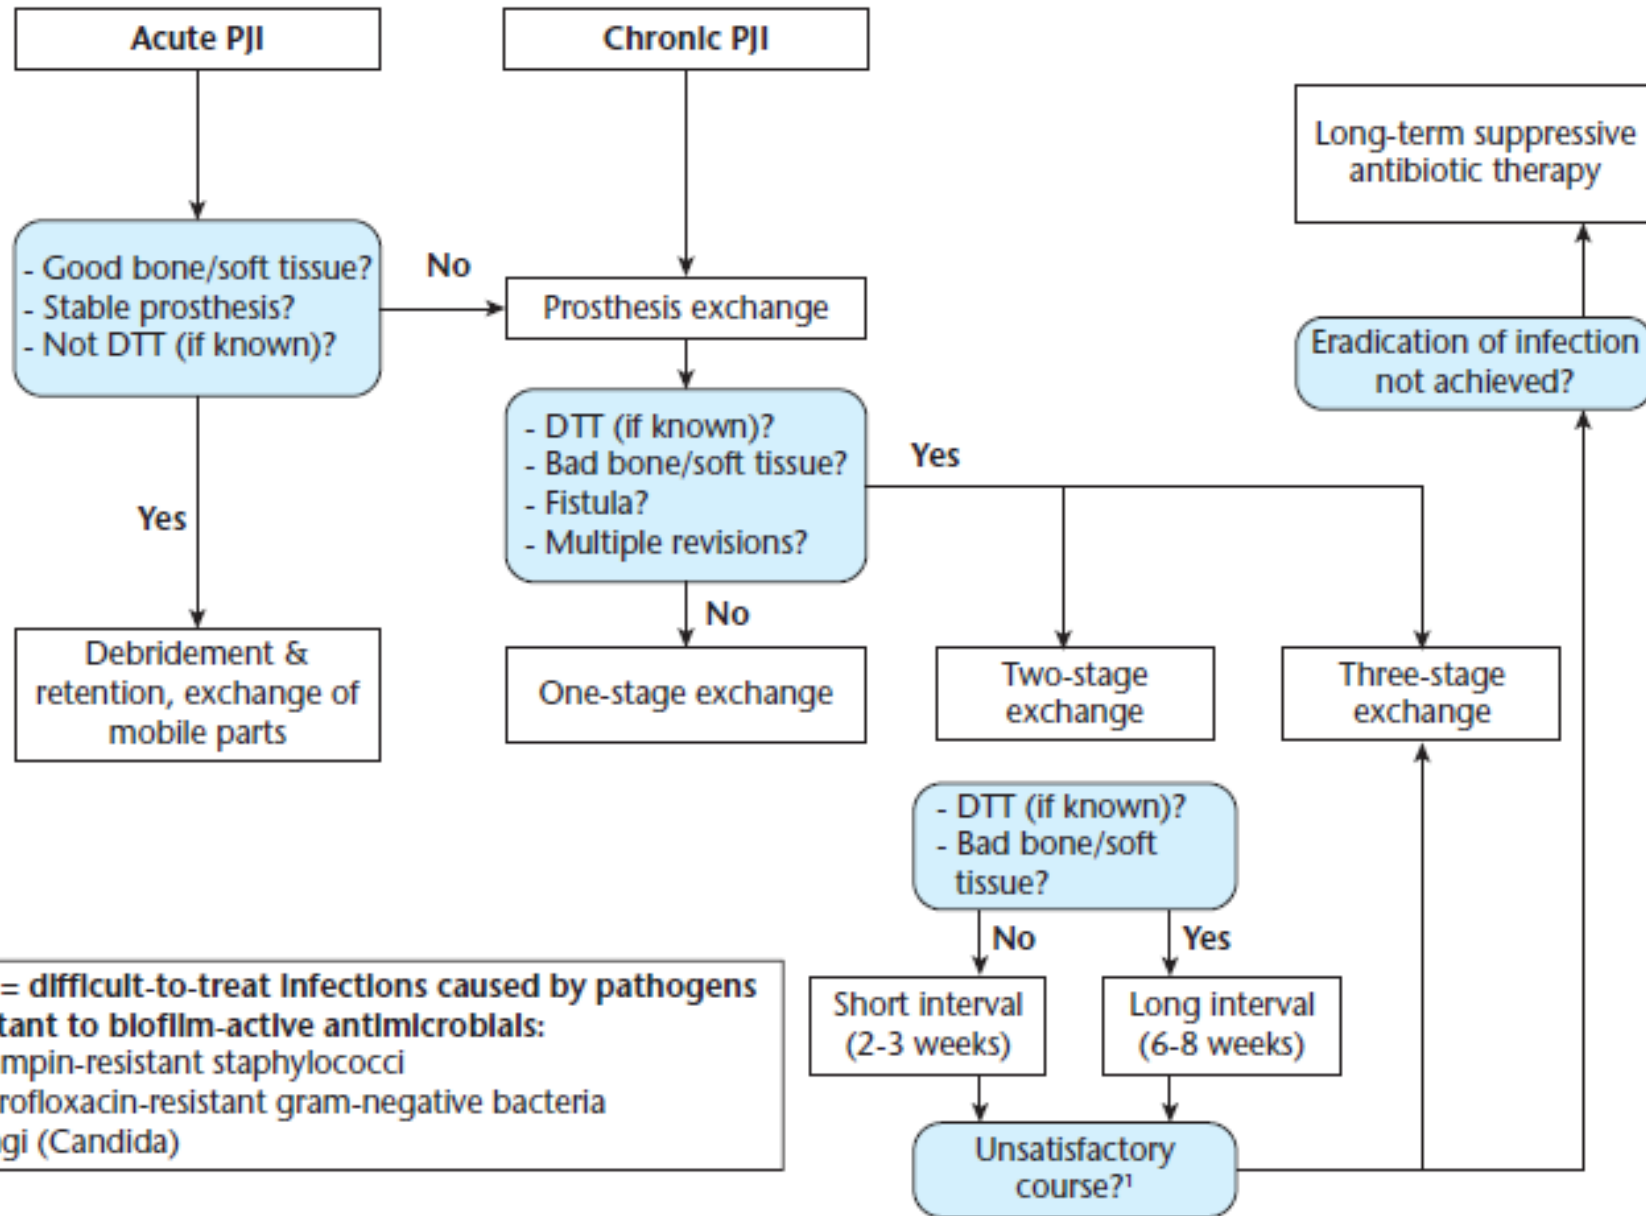 Acute PJI
Chronic PJI
Long-term suppressive
antibiotic therapy
- Good bone/soft tissue?
- Stable prosthesis?
- Not DTT (if known)?
No
Prosthesis exchange
Eradication of infection
not achieved?
- DTT (if known)?
- Bad bone/soft tissue?
- Fistula?
- Multiple revisions?
Yes
Yes
No
Debridement &
retention, exchange of
mobile parts
One-stage exchange
Two-stage
exchange
Three-stage
exchange
- DTT (if known)?
- Bad bone/soft
tissue?
No
Yes
Short interval
(2-3 weeks)
Long interval
(6-8 weeks)
= difficult-to-treat infections caused by pathogens
tant to biofilm-active antimicrobials:
mpin-resistant staphylococci
rofloxacin-resistant gram-negative bacteria
gi (Candida)
Unsatisfactory
course?¹